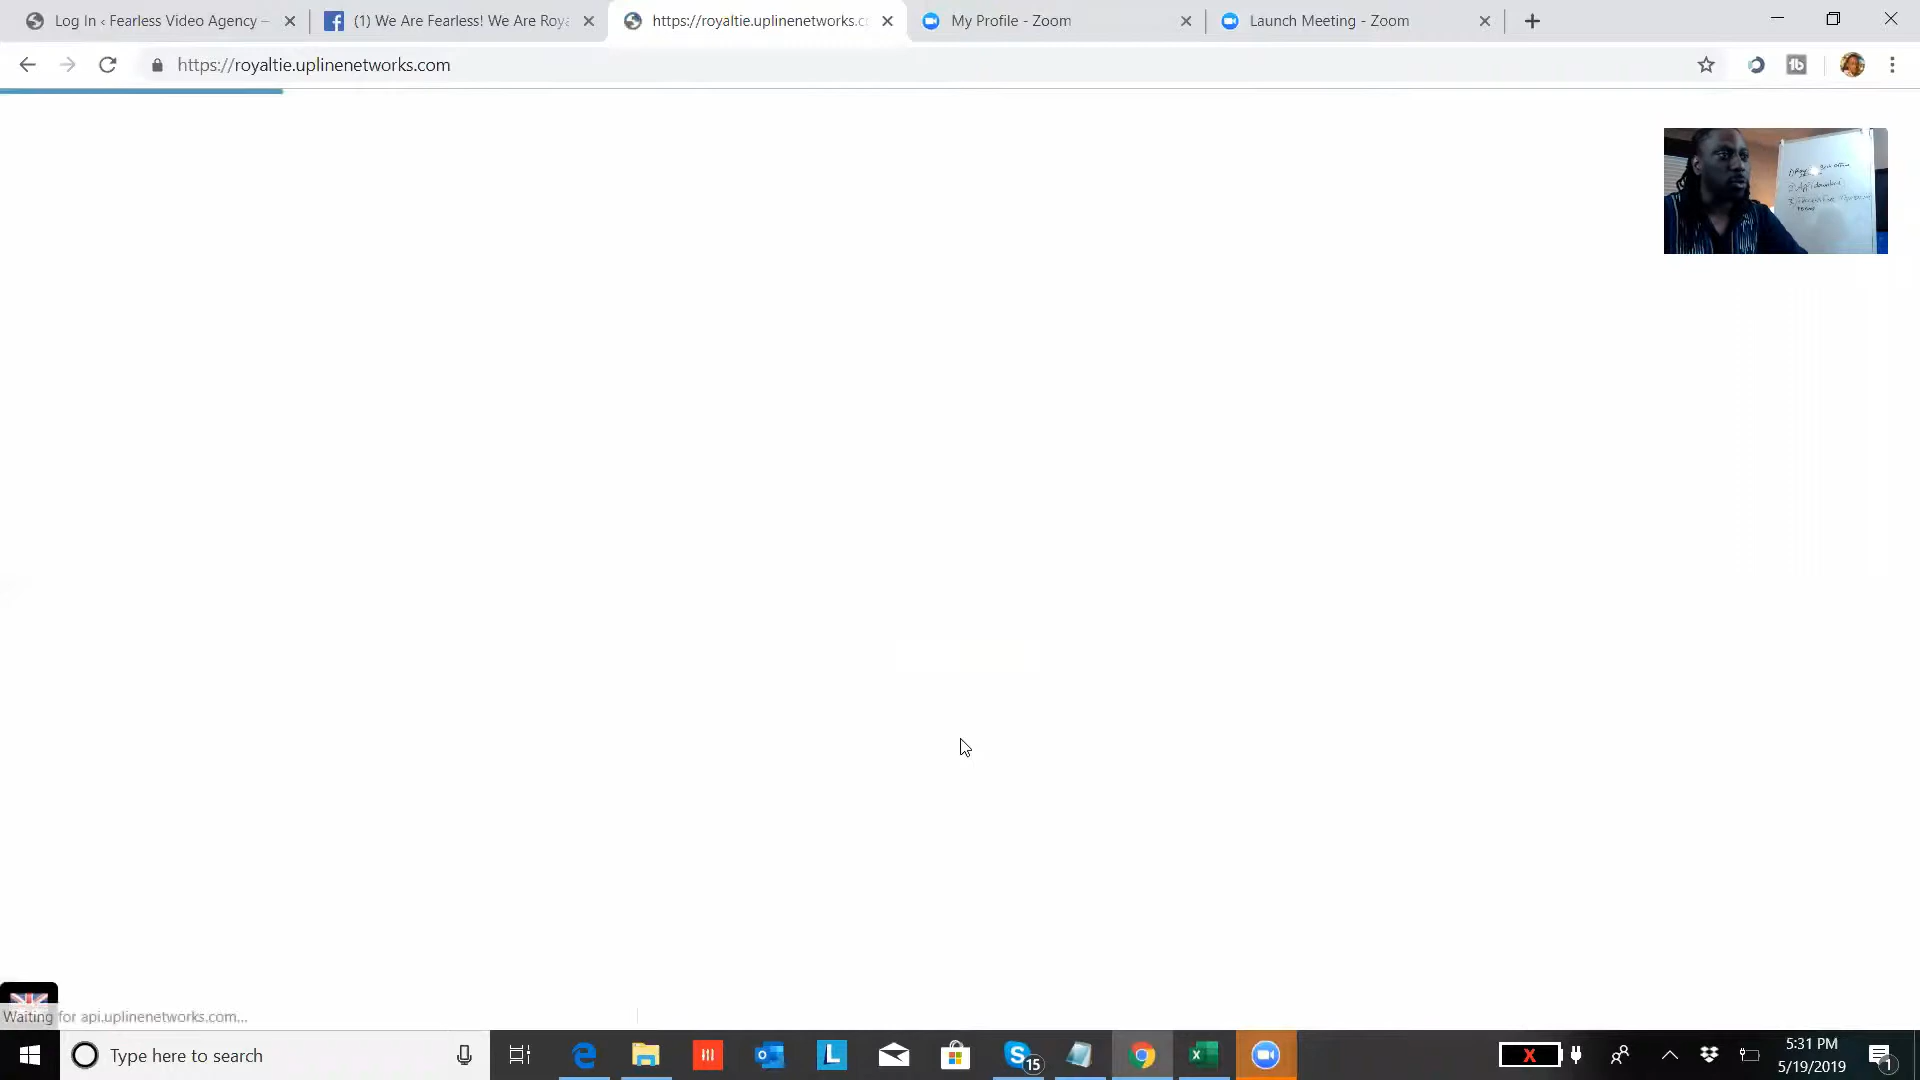 Log In ‹ Fearless Video Agency –
(1) We Are Fearless! We Are Roya
https://royaltie.uplinenetworks.co
My Profile - Zoom
Launch Meeting - Zoom
https://royaltie.uplinenetworks.com
Waiting for api.uplinenetworks.com...
Type here to search
15
5:31 PM
5/19/2019
1